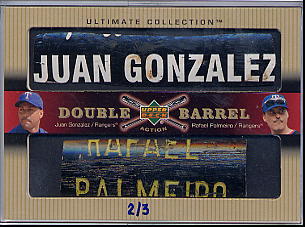 ULTIMATE COLLECTION™
JUAN GONZALEZ
DOUBLE BARREL
UPPER DECK
ACTION
Juan Gonzalez / Rangers
Rafael Palmeiro / Rangers
RAFAEL
PALMEIRO
2/3